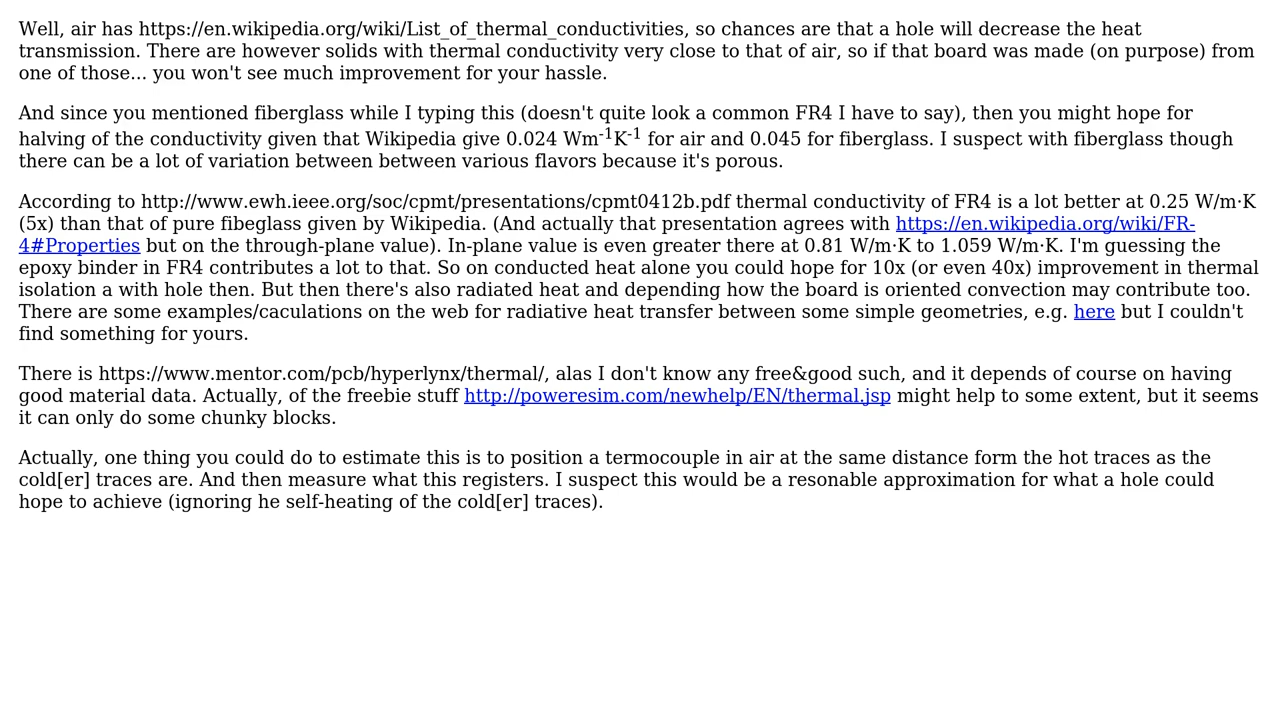 Well, air has https://en.wikipedia.org/wiki/List_of_thermal_conductivities, so chances are that a hole will decrease the heat
transmission. There are however solids with thermal conductivity very close to that of air, so if that board was made (on purpose) from
one of those... you won't see much improvement for your hassle.
And since you mentioned fiberglass while I typing this (doesn't quite look a common FR4 I have to say), then you might hope for
halving of the conductivity given that Wikipedia give 0.024 Wm-1K-1 for air and 0.045 for fiberglass. I suspect with fiberglass though
there can be a lot of variation between between various flavors because it's porous.
According to http://www.ewh.ieee.org/soc/cpmt/presentations/cpmt0412b.pdf thermal conductivity of FR4 is a lot better at 0.25 W/m·K
(5x) than that of pure fibeglass given by Wikipedia. (And actually that presentation agrees with https://en.wikipedia.org/wiki/FR-
4#Properties but on the through-plane value). In-plane value is even greater there at 0.81 W/m·K to 1.059 W/m·K. I'm guessing the
epoxy binder in FR4 contributes a lot to that. So on conducted heat alone you could hope for 10x (or even 40x) improvement in thermal
isolation a with hole then. But then there's also radiated heat and depending how the board is oriented convection may contribute too.
There are some examples/caculations on the web for radiative heat transfer between some simple geometries, e.g. here but I couldn't
find something for yours.
There is https://www.mentor.com/pcb/hyperlynx/thermal/, alas I don't know any free&good such, and it depends of course on having
good material data. Actually, of the freebie stuff http://poweresim.com/newhelp/EN/thermal.jsp might help to some extent, but it seems
it can only do some chunky blocks.
Actually, one thing you could do to estimate this is to position a termocouple in air at the same distance form the hot traces as the
cold[er] traces are. And then measure what this registers. I suspect this would be a resonable approximation for what a hole could
hope to achieve (ignoring he self-heating of the cold[er] traces).